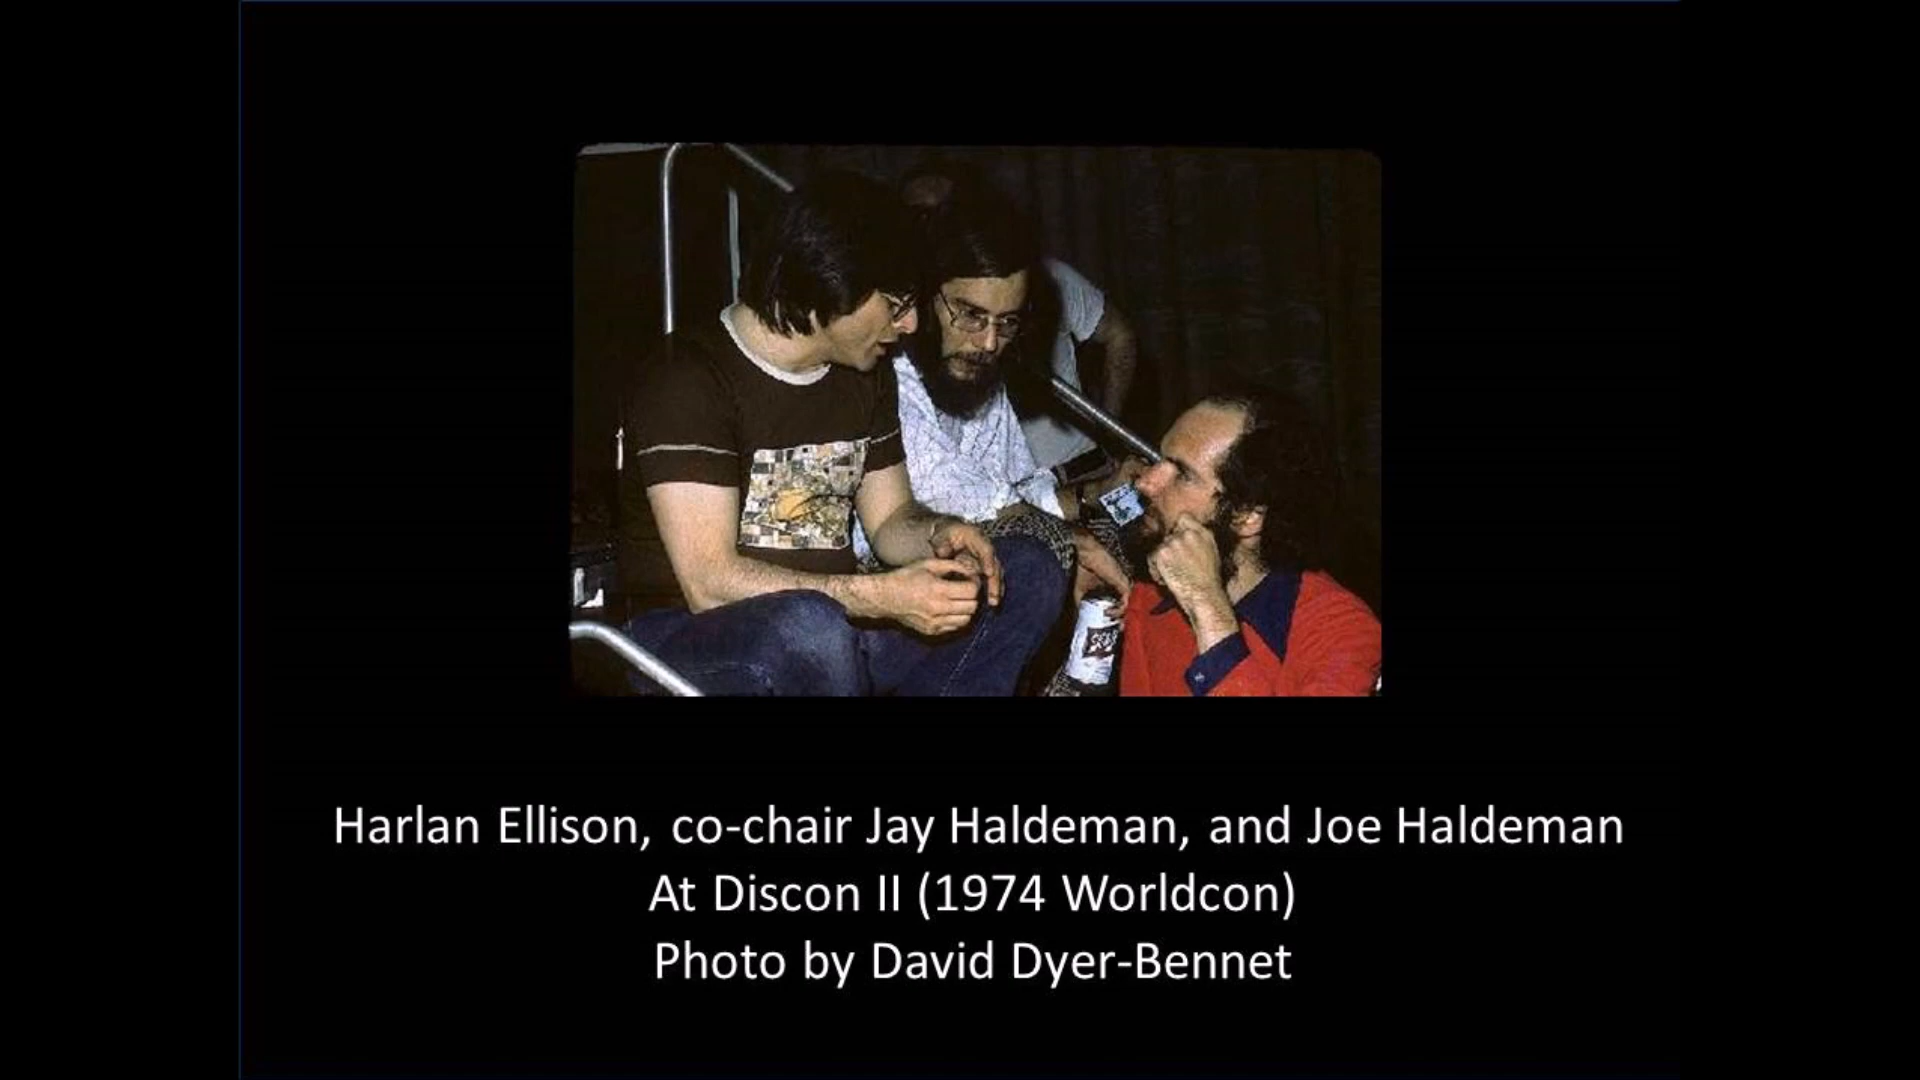 Harlan Ellison, co-chair Jay Haldeman, and Joe Haldeman
At Discon II (1974 Worldcon)
Photo by David Dyer-Bennet